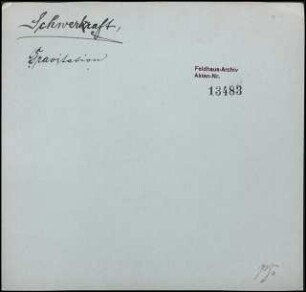 Schwerkraft,
Gravitation
Feldhaus-Archiv
Akten-Nr.
13483